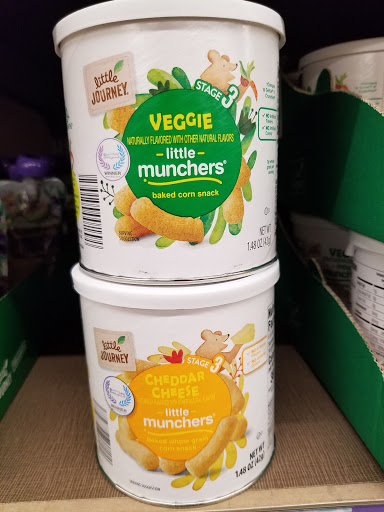 little
JOURNEY
STAGE 3
VEGGIE
NATURALLY FLAVORED WITH OTHER NATURAL FLAVORS
little
munchers®
baked corn snack
WINNER
NET WT
1.48 OZ (42g)
little
JOURNEY
STAGE 3
CHEDDAR
CHEESE
little
munchers®
baked whole grain
corn snack
NET WT
1.48 OZ (42g)